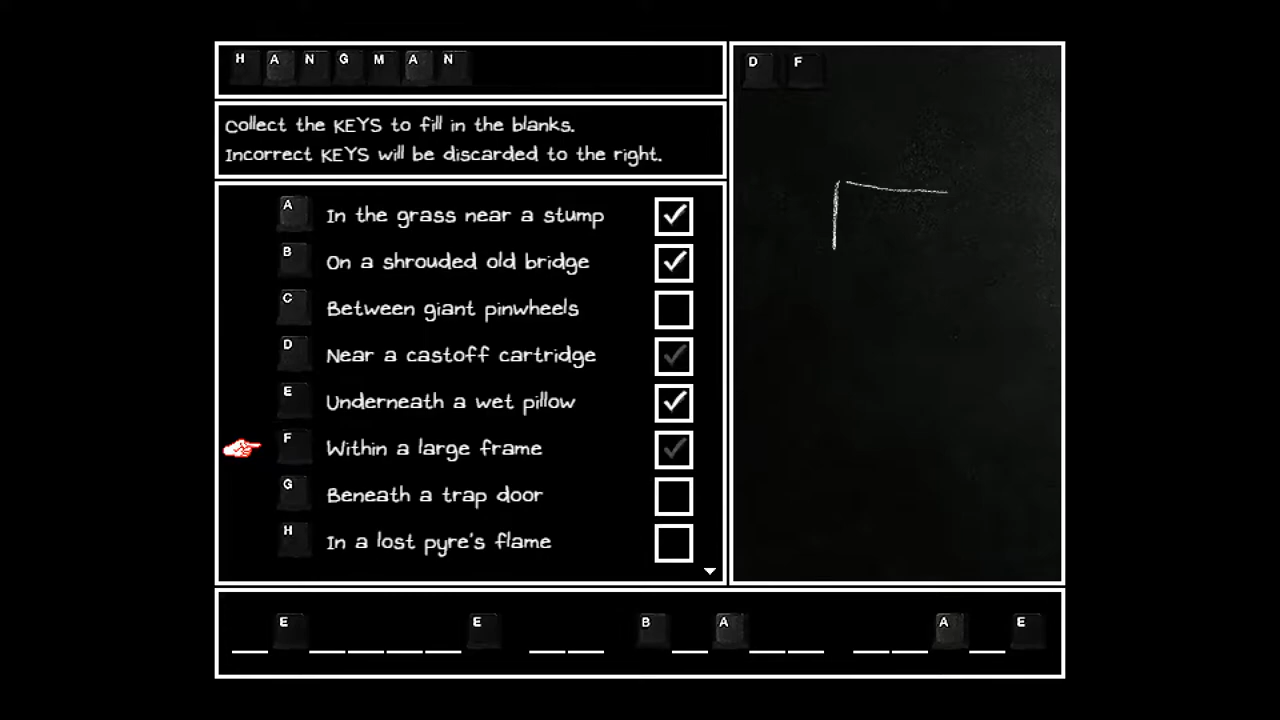 H A N G M A N
D F
Collect the KEYS to fill in the blanks.
Incorrect KEYS will be discarded to the right.
A In the grass near a stump
B On a shrouded old bridge
C Between giant pinwheels
D Near a castoff cartridge
E Underneath a wet pillow
F Within a large frame
G Beneath a trap door
H In a lost pyre's flame
_ E _ _ _ _ E _ _ B _ A _ _ _ _ A _ E